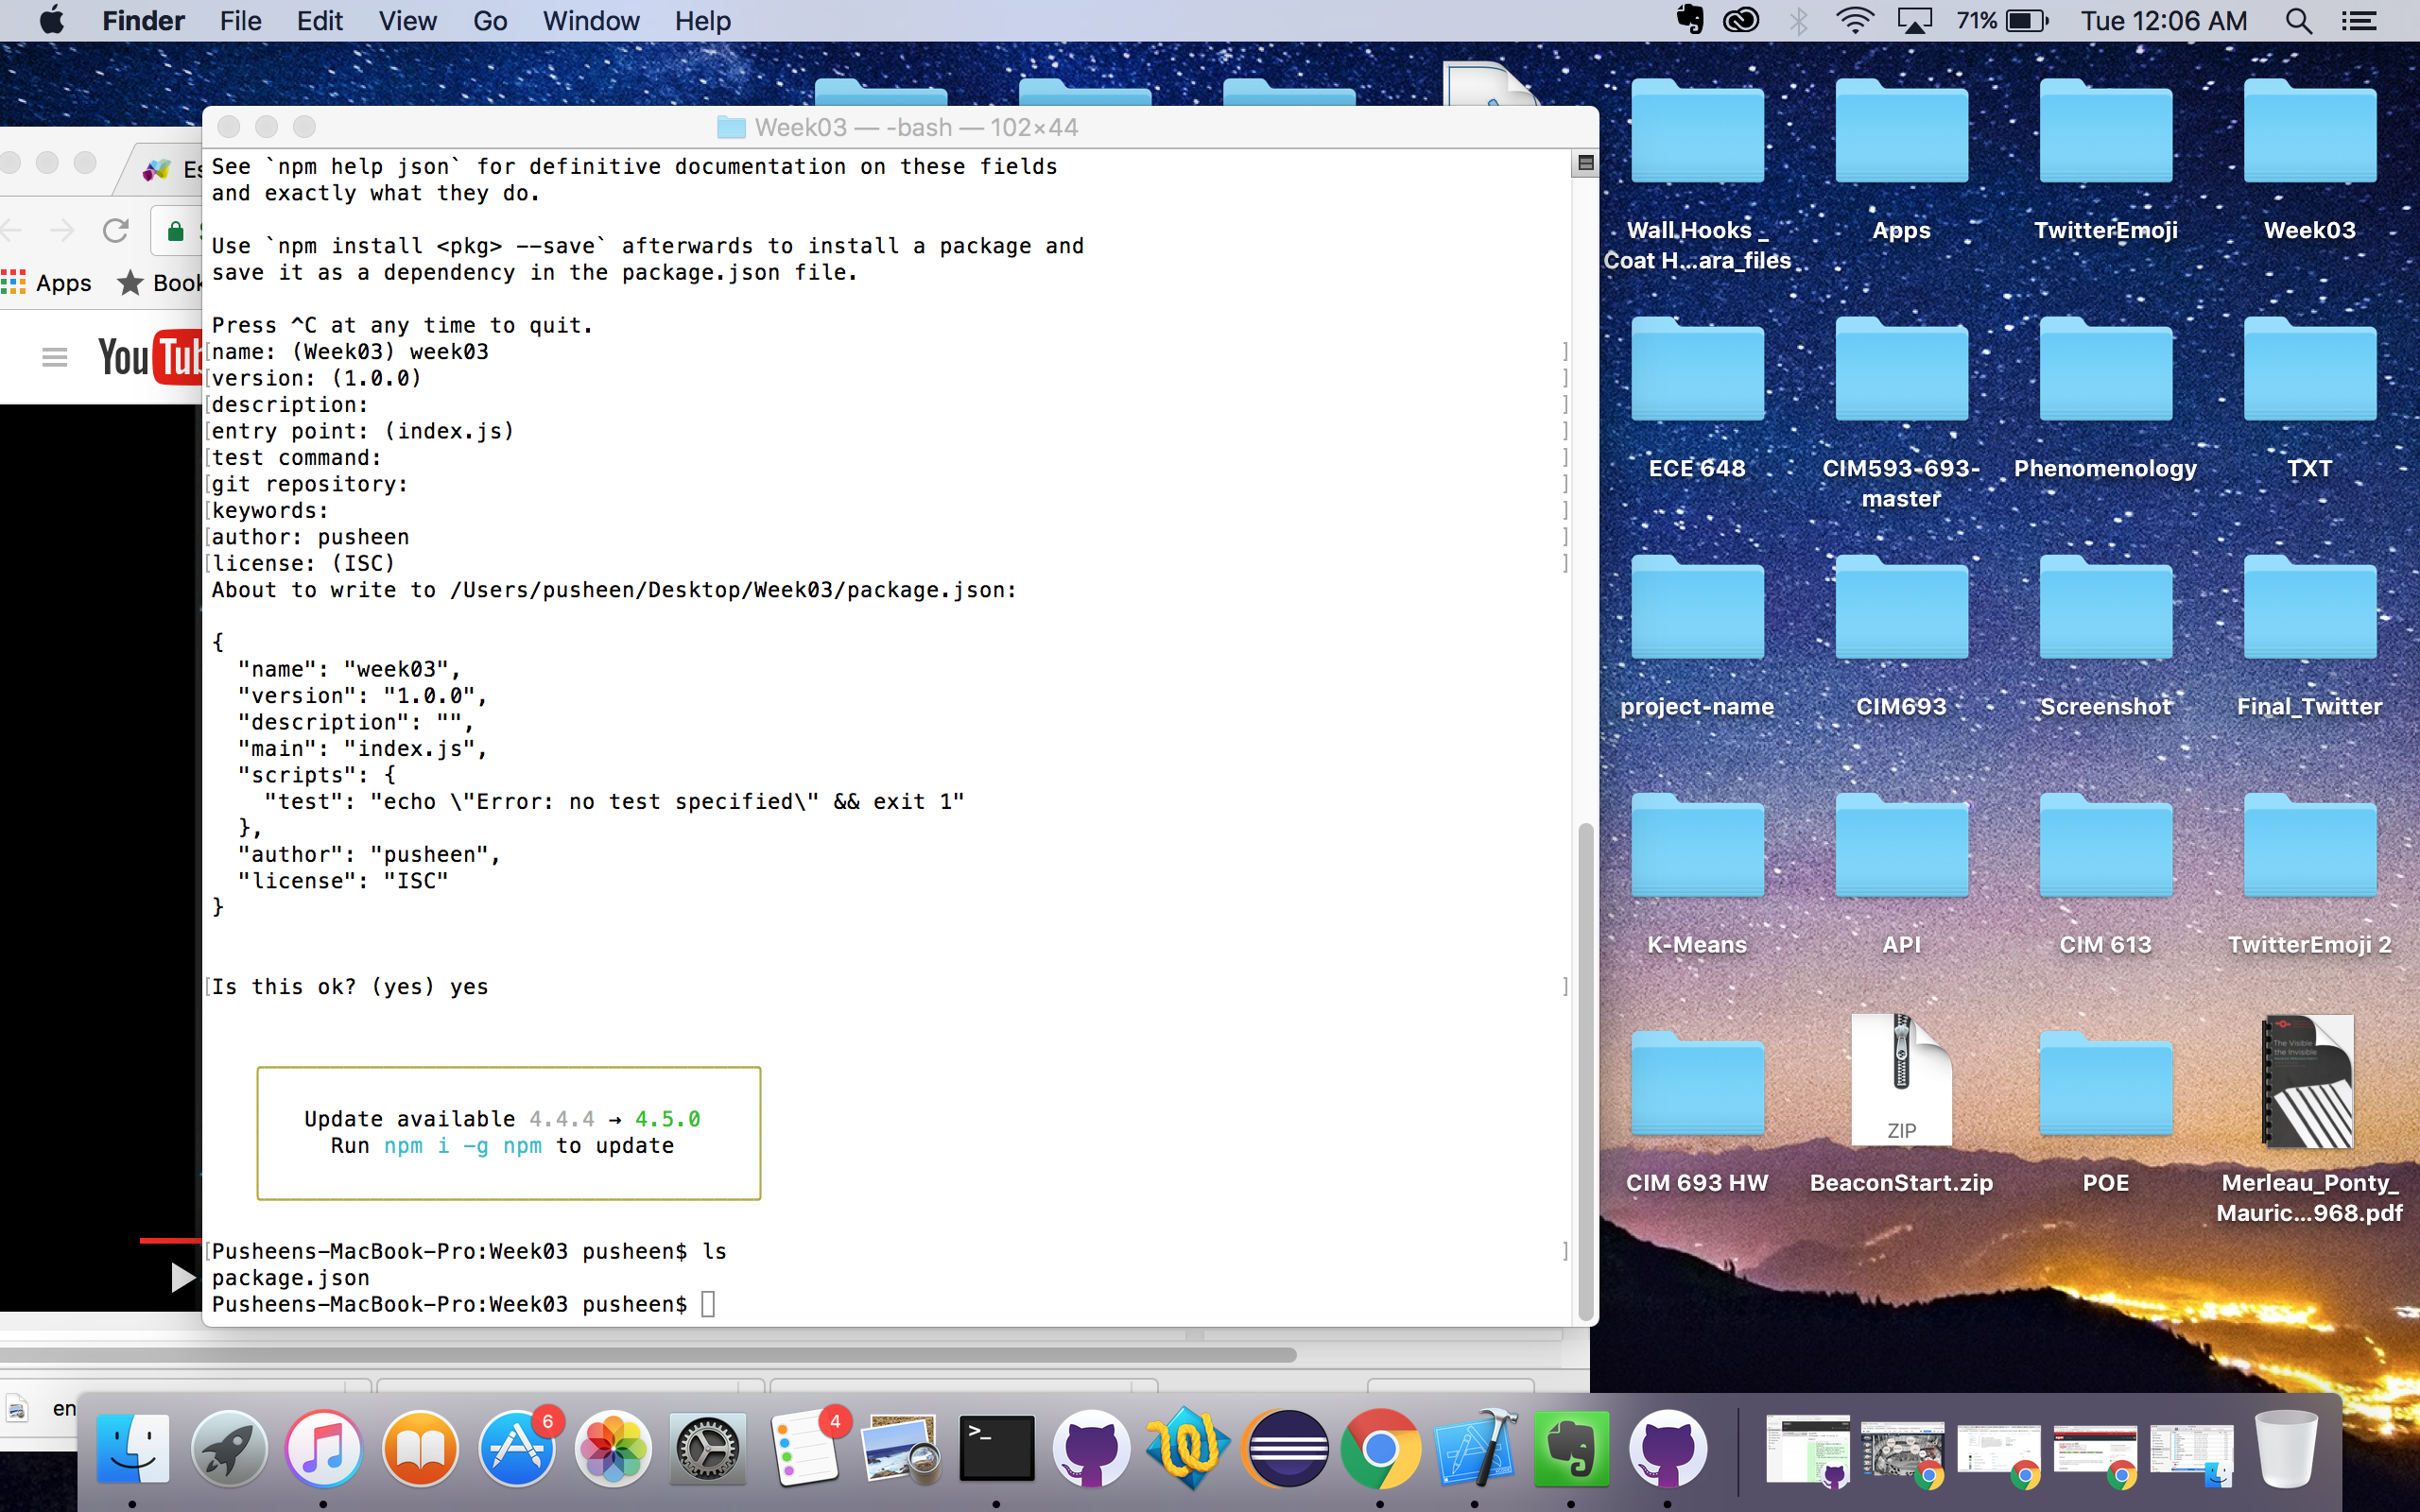 Finder File Edit View Go Window Help
71% Tue 12:06 AM
Week03 — -bash — 102×44
See `npm help json` for definitive documentation on these fields
and exactly what they do.
Use `npm install <pkg> --save` afterwards to install a package and
save it as a dependency in the package.json file.
Press ^C at any time to quit.
name: (Week03) week03
version: (1.0.0)
description:
entry point: (index.js)
test command:
git repository:
keywords:
author: pusheen
license: (ISC)
About to write to /Users/pusheen/Desktop/Week03/package.json:
{
"name": "week03",
"version": "1.0.0",
"description": "",
"main": "index.js",
"scripts": {
"test": "echo \"Error: no test specified\" && exit 1"
},
"author": "pusheen",
"license": "ISC"
}
Is this ok? (yes) yes
Update available 4.4.4 → 4.5.0
Run npm i -g npm to update
Pusheens-MacBook-Pro:Week03 pusheen$ ls
package.json
Pusheens-MacBook-Pro:Week03 pusheen$
Es
Apps Book
YouTub
en
Wall Hooks _
Coat H...ara_files
Apps
TwitterEmoji
Week03
ECE 648
CIM593-693-
master
Phenomenology
TXT
project-name
CIM693
Screenshot
Final_Twitter
K-Means
API
CIM 613
TwitterEmoji 2
CIM 693 HW
ZIP
BeaconStart.zip
POE
The Visible
the Invisible
Merleau_Ponty_
Mauric...968.pdf
6
4
>_